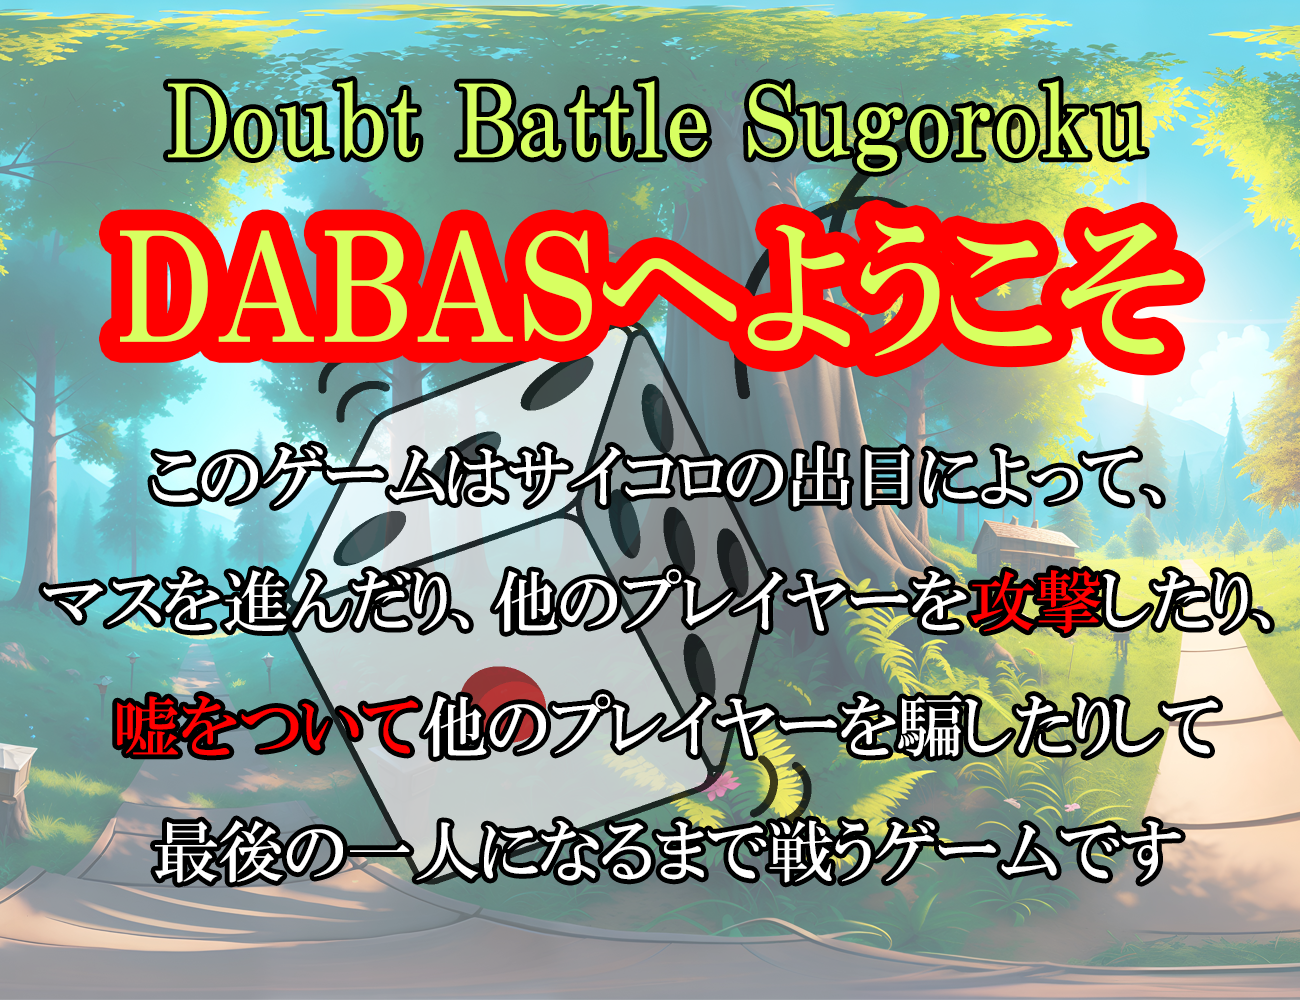 Doubt Battle Sugoroku
DABASへようこそ
このゲームはサイコロの出目によって、
マスを進んだり、他のプレイヤーを攻撃したり、
嘘をついて他のプレイヤーを騙したりして
最後の一人になるまで戦うゲームです